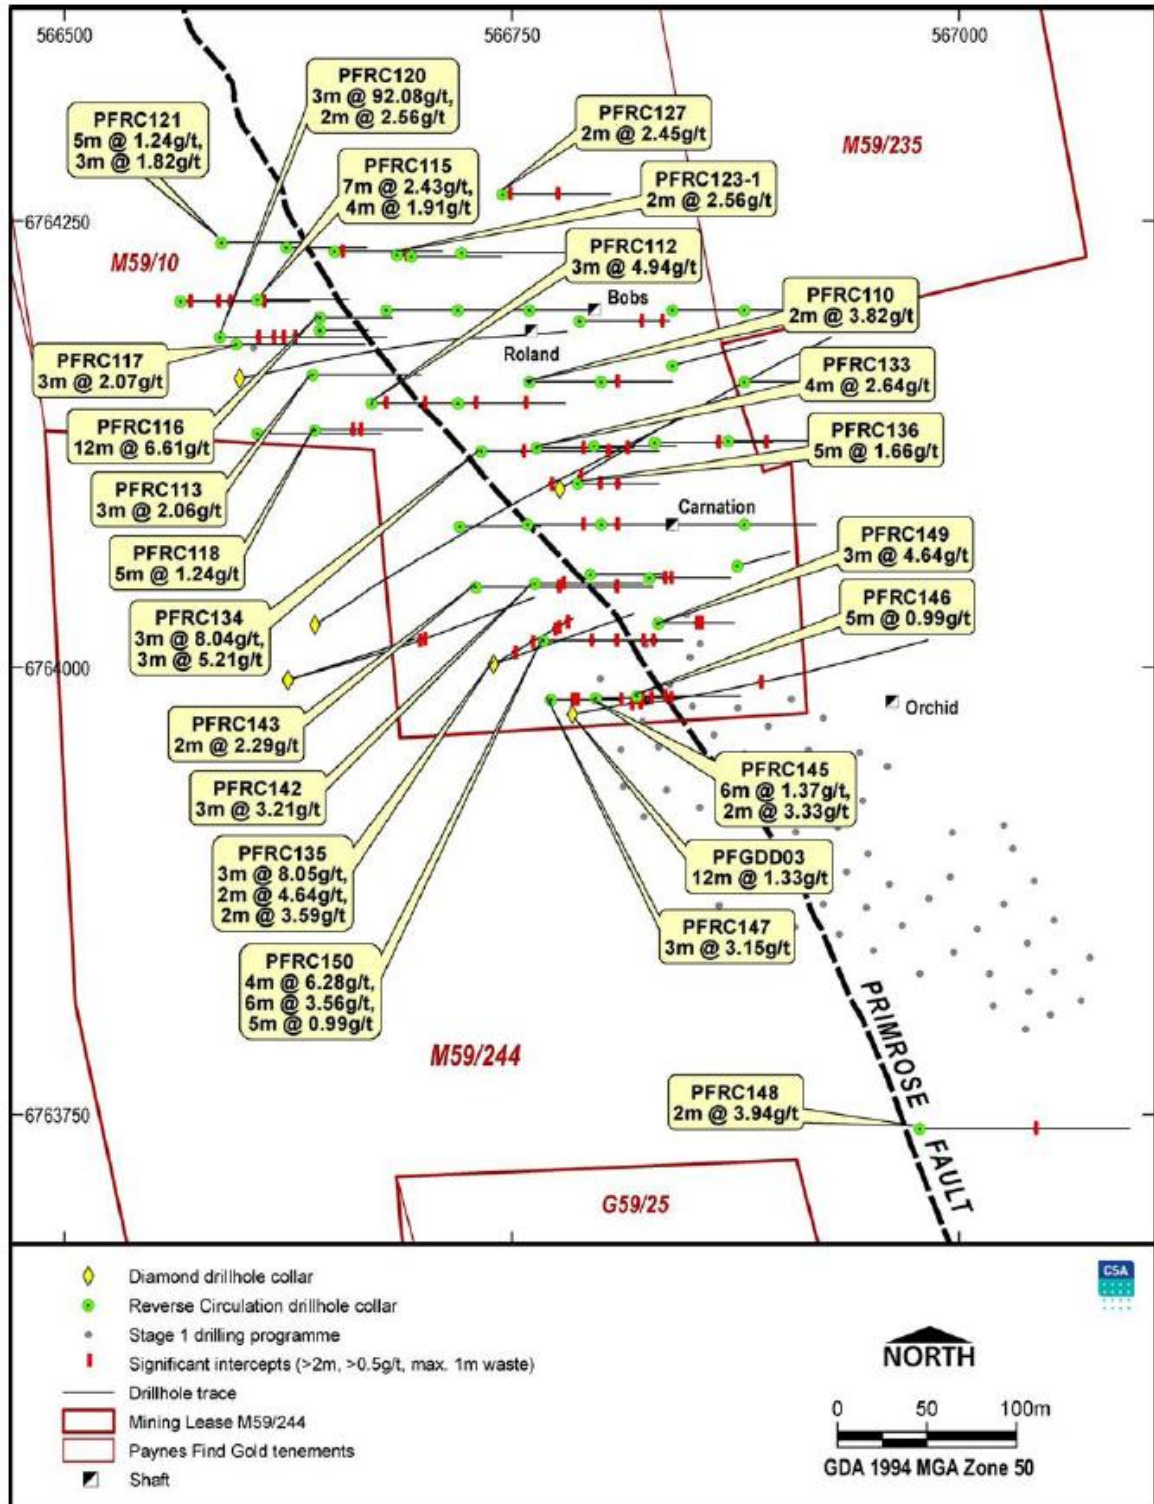 566500
566750
567000
PFRC120
3m @ 92.08g/t,
2m @ 2.56g/t
PFRC121
5m @ 1.24g/t,
3m @ 1.82g/t
PFRC127
2m @ 2.45g/t
M59/235
PFRC115
7m @ 2.43g/t,
4m @ 1.91g/t
PFRC123-1
2m @ 2.56g/t
6764250
M59/10
PFRC112
3m @ 4.94g/t
Bobs
PFRC110
2m @ 3.82g/t
Roland
PFRC117
3m @ 2.07g/t
PFRC133
4m @ 2.64g/t
PFRC116
12m @ 6.61g/t
PFRC136
5m @ 1.66g/t
PFRC113
3m @ 2.06g/t
Carnation
PFRC118
5m @ 1.24g/t
PFRC149
3m @ 4.64g/t
PFRC134
3m @ 8.04g/t,
3m @ 5.21g/t
PFRC146
5m @ 0.99g/t
6764000
Orchid
PFRC143
2m @ 2.29g/t
PFRC142
3m @ 3.21g/t
PFRC145
6m @ 1.37g/t,
2m @ 3.33g/t
PFRC135
3m @ 8.05g/t,
2m @ 4.64g/t,
2m @ 3.59g/t
PFGDD03
12m @ 1.33g/t
PFRC147
3m @ 3.15g/t
PFRC150
4m @ 6.28g/t,
6m @ 3.56g/t,
5m @ 0.99g/t
M59/244
PRIMROSE FAULT
PFRC148
2m @ 3.94g/t
6763750
G59/25
Diamond drillhole collar
Reverse Circulation drillhole collar
Stage 1 drilling programme
Significant intercepts (>2m, >0.5g/t, max. 1m waste)
Drillhole trace
Mining Lease M59/244
Paynes Find Gold tenements
Shaft
CSA
NORTH
0 50 100m
GDA 1994 MGA Zone 50